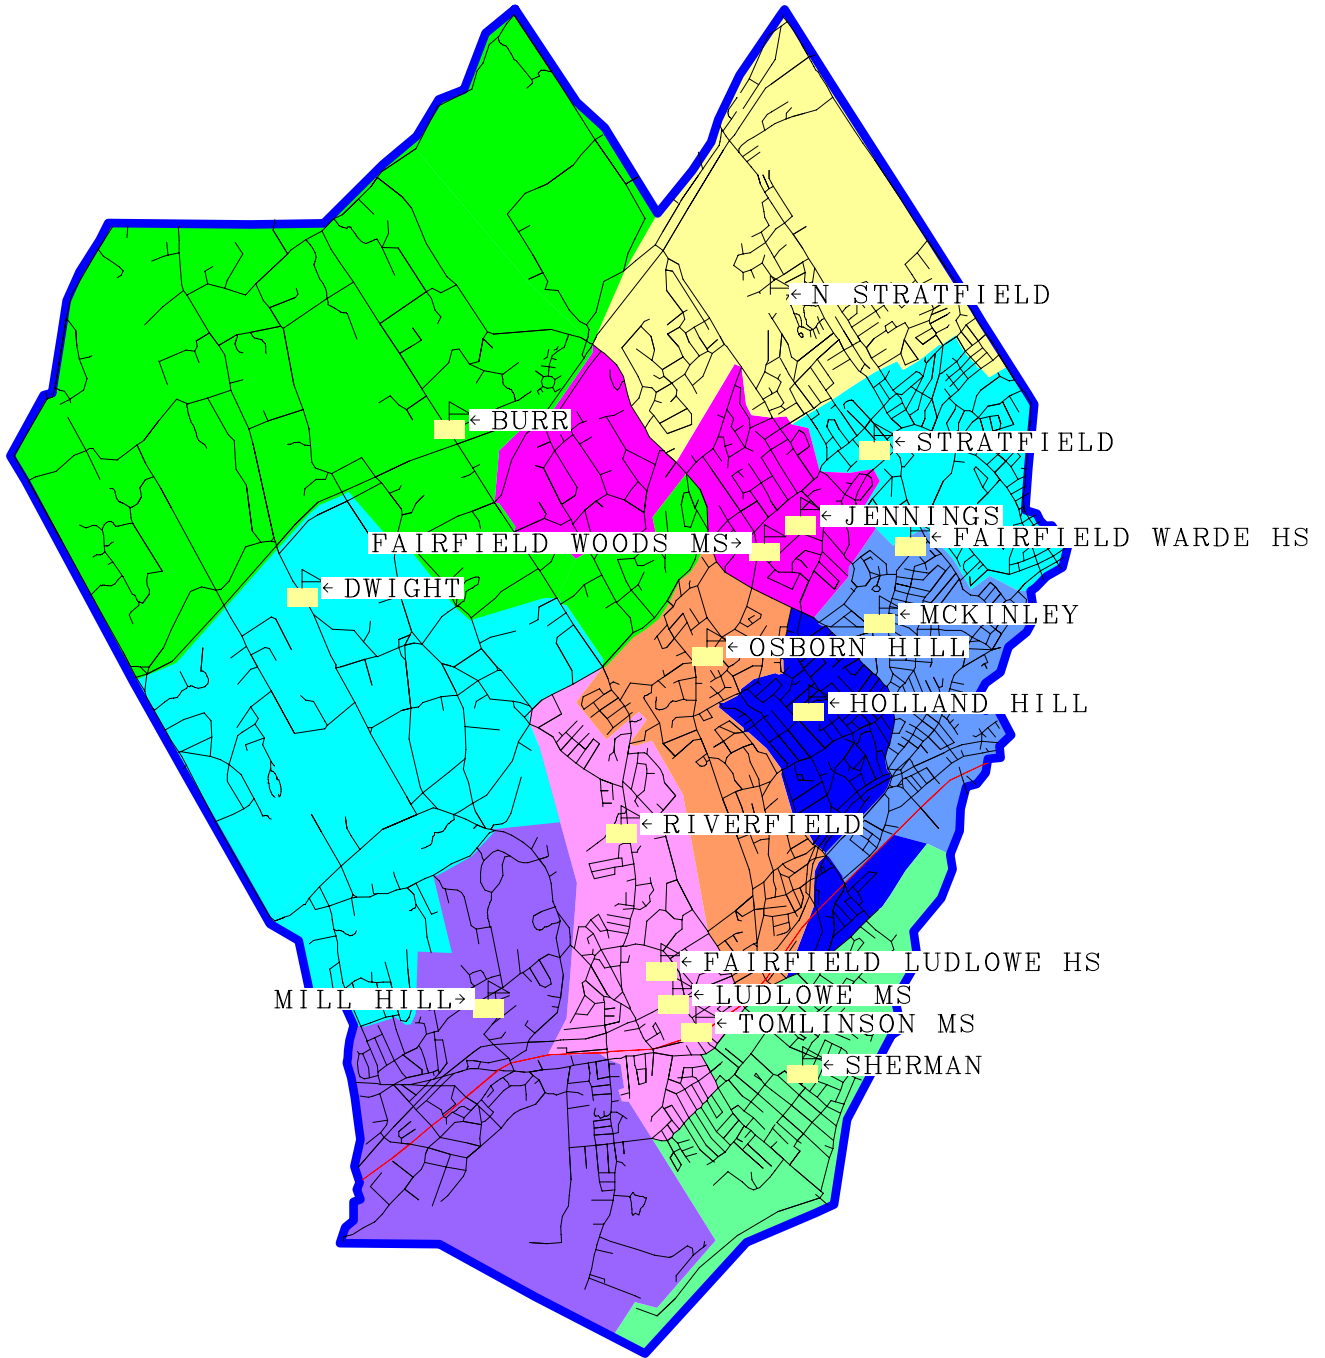 ← N STRATFIELD
← BURR
← STRATFIELD
← JENNINGS
FAIRFIELD WOODS MS→
← FAIRFIELD WARDE HS
← DWIGHT
← MCKINLEY
← OSBORN HILL
← HOLLAND HILL
← RIVERFIELD
← FAIRFIELD LUDLOWE HS
MILL HILL→
← LUDLOWE MS
← TOMLINSON MS
← SHERMAN